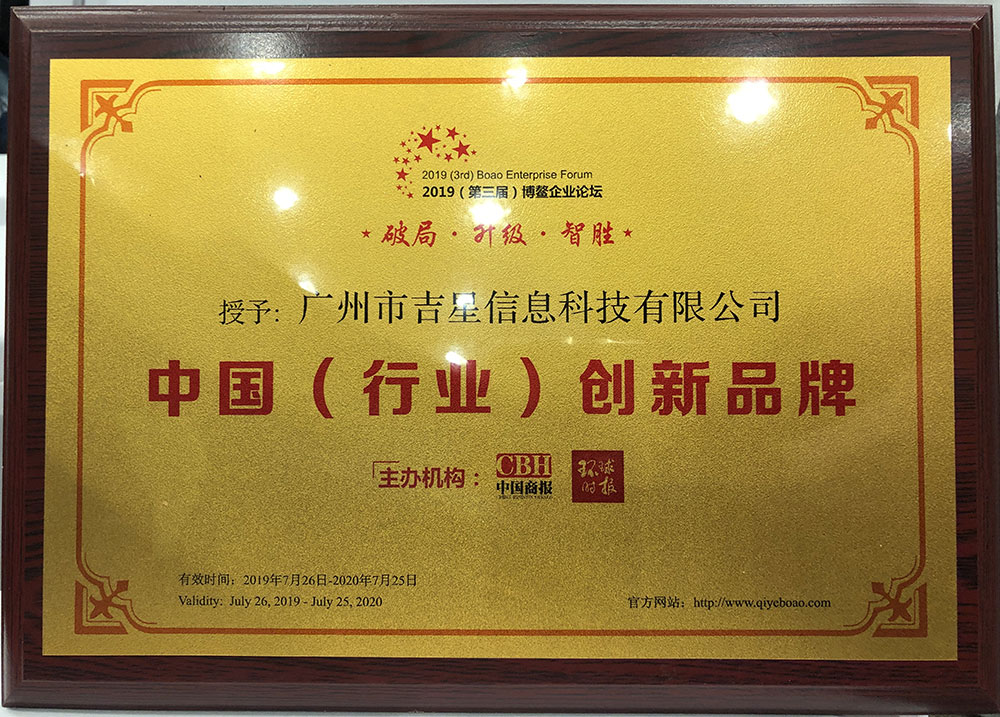 2019 (3rd) Boao Enterprise Forum
2019（第三届）博鳌企业论坛
★破局·升级·智胜★
授予：广州市吉星信息科技有限公司
中国（行业）创新品牌
主办机构：CBH 中国商报 环球时报
有效时间：2019年7月26日-2020年7月25日
Validity: July 26, 2019 - July 25, 2020
官方网站：http://www.qiyeboao.com